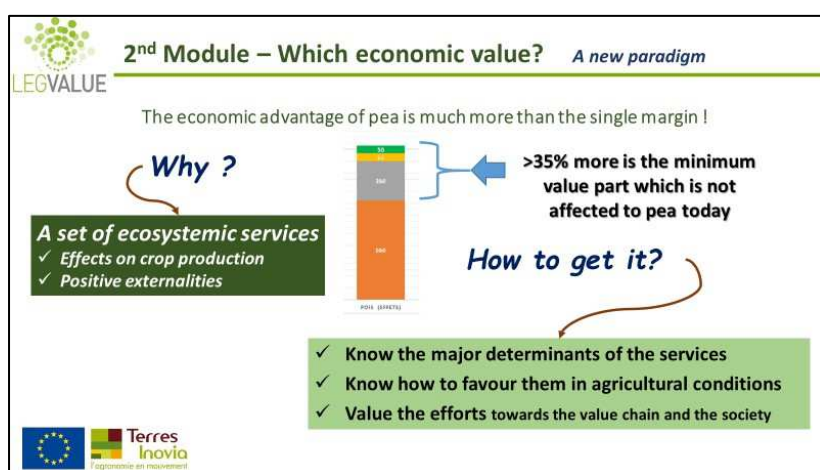 LEGVALUE
2nd Module – Which economic value? A new paradigm
The economic advantage of pea is much more than the single margin !
Why ?
>35% more is the minimum
value part which is not
affected to pea today
A set of ecosystemic services
✓ Effects on crop production
✓ Positive externalities
How to get it?
✓ Know the major determinants of the services
✓ Know how to favour them in agricultural conditions
✓ Value the efforts towards the value chain and the society
Terres
Inovia
l'agronomie en mouvement